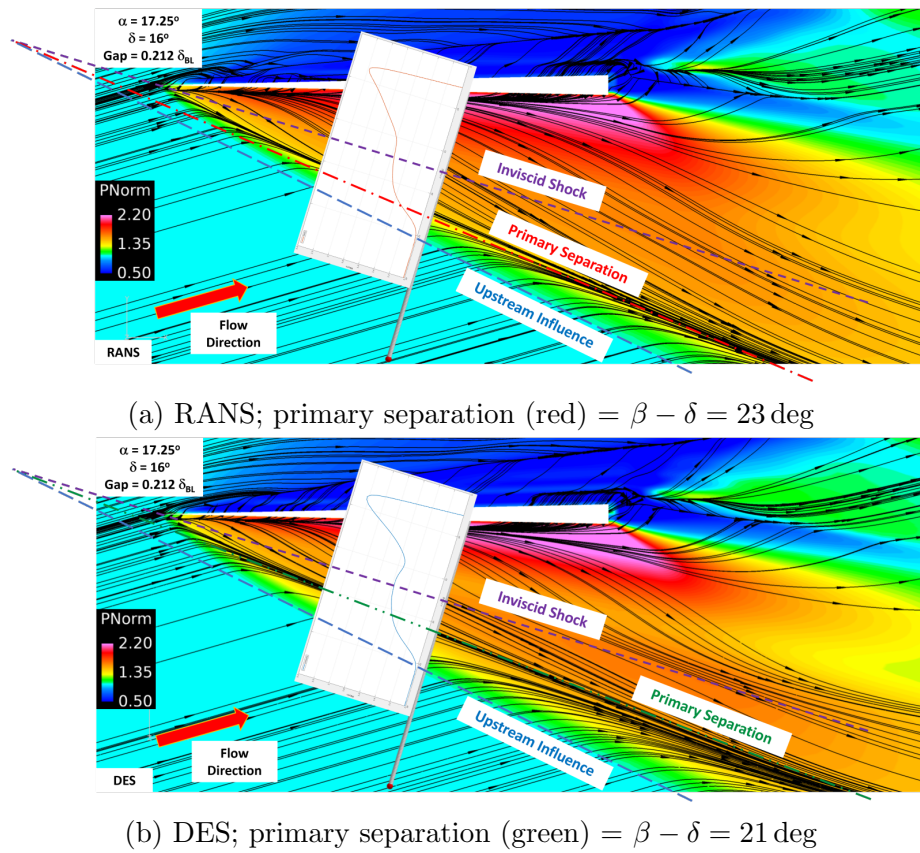 α = 17.25°
δ = 16°
Gap = 0.212 δ_BL
Inviscid Shock
PNorm
2.20
1.35
0.50
Primary Separation
Upstream Influence
Flow
Direction
RANS
(a) RANS; primary separation (red) = β − δ = 23 deg
α = 17.25°
δ = 16°
Gap = 0.212 δ_BL
Inviscid Shock
PNorm
2.20
1.35
0.50
Primary Separation
Upstream Influence
Flow
Direction
DES
(b) DES; primary separation (green) = β − δ = 21 deg